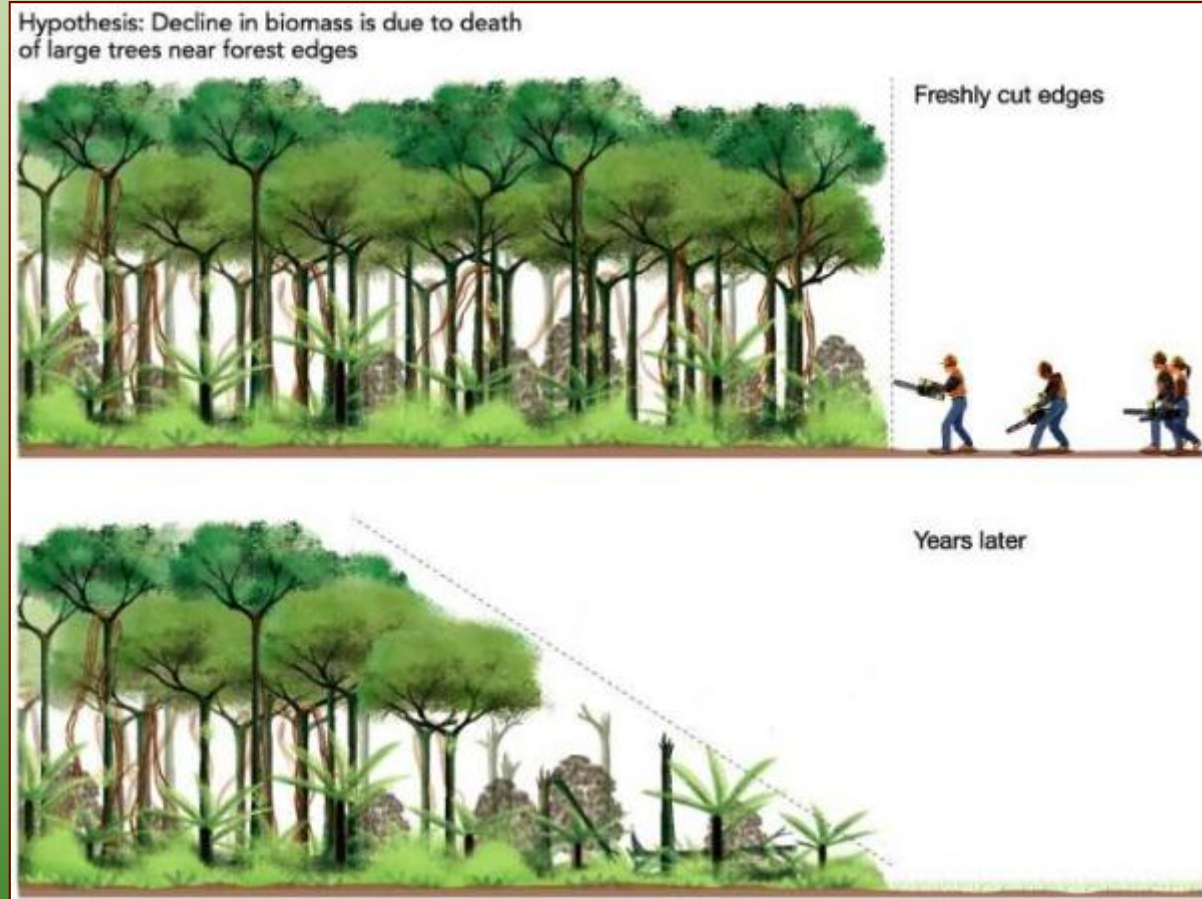 Hypothesis: Decline in biomass is due to death
of large trees near forest edges
Freshly cut edges
Years later